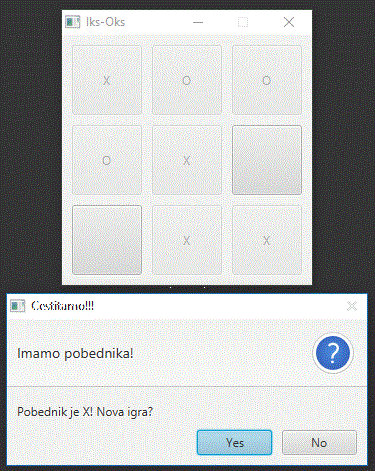 Iks-Oks
X O O
O X
X X
Cestitamo!!!
Imamo pobednika!
?
Pobednik je X! Nova igra?
Yes No